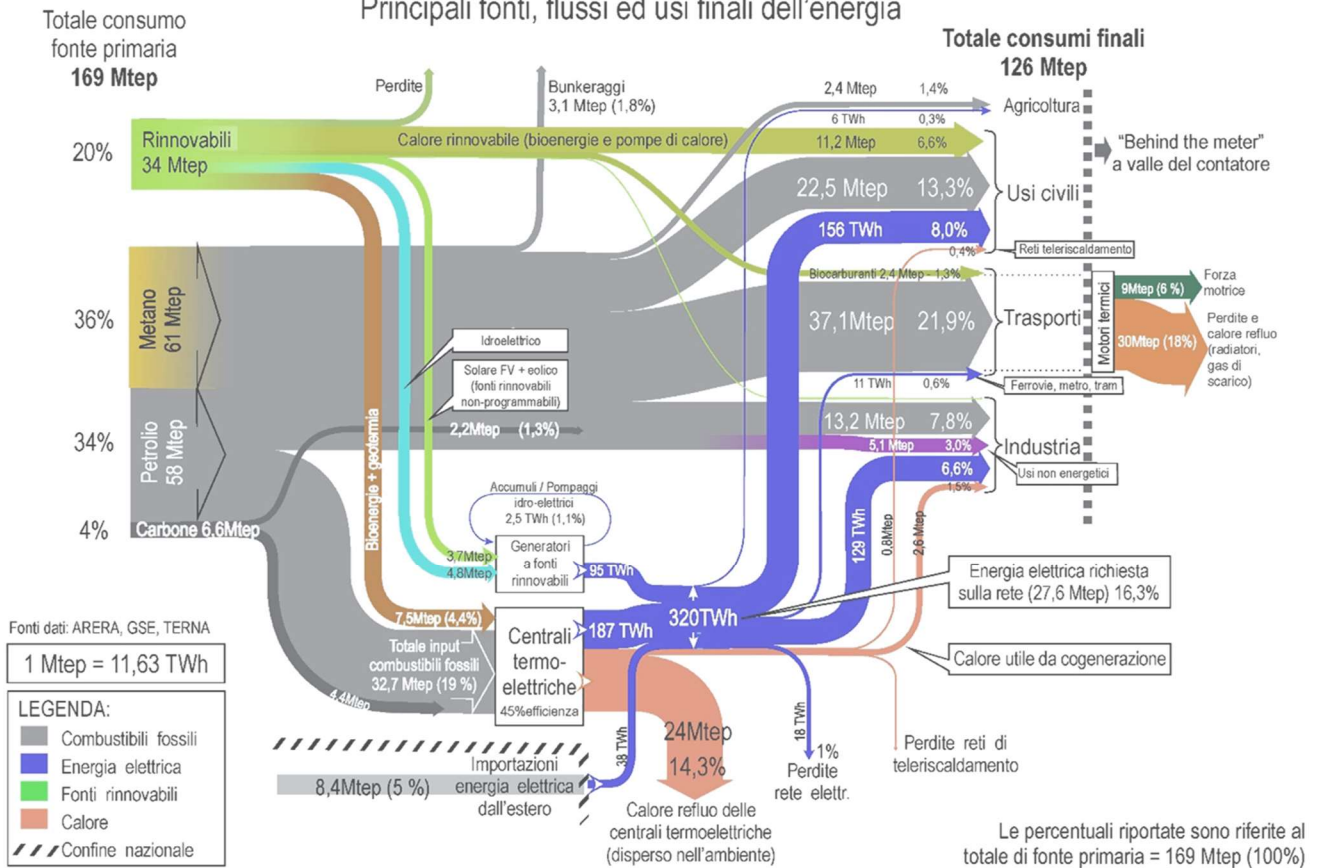 Principali fonti, flussi ed usi finali dell'energia
Totale consumo
fonte primaria
169 Mtep
Totale consumi finali
126 Mtep
Perdite
Bunkeraggi
3,1 Mtep (1,8%)
2,4 Mtep 1,4%
Agricoltura
6 TWh 0,3%
20%
Rinnovabili
34 Mtep
Calore rinnovabile (bioenergie e pompe di calore)
11,2 Mtep 6,6%
"Behind the meter"
a valle del contatore
22,5 Mtep 13,3%
Usi civili
156 TWh 8,0%
0,4%
Reti teleriscaldamento
Biocarburanti 2,4 Mtep - 1,3%
36%
Metano
61 Mtep
37,1Mtep 21,9%
Trasporti
Motori termici
9Mtep (6 %)
Forza
motrice
30Mtep (18%)
Perdite e
calore refluo
(radiatori,
gas di
scarico)
Idroelettrico
Solare FV + eolico
(fonti rinnovabili
non-programmabili)
11 TWh 0,6%
Ferrovie, metro, tram
34%
Petrolio
58 Mtep
2,2Mtep (1,3%)
13,2 Mtep 7,8%
5,1 Mtep 3,0%
Industria
Usi non energetici
6,6%
1,5%
4%
Carbone 6.6Mtep
Bioenergie + geotermia
Accumuli / Pompaggi
idro-elettrici
2,5 TWh (1,1%)
3,7Mtep
4,8Mtep
Generatori
a fonti
rinnovabili
95 TWh
129 TWh
0,8Mtep
2,6 Mtep
Energia elettrica richiesta
sulla rete (27,6 Mtep) 16,3%
7,5Mtep (4,4%)
Totale input
combustibili fossili
32,7 Mtep (19 %)
4,4Mtep
Centrali
termo-
elettriche
45%efficienza
187 TWh
320TWh
Calore utile da cogenerazione
Fonti dati: ARERA, GSE, TERNA
1 Mtep = 11,63 TWh
LEGENDA:
Combustibili fossili
Energia elettrica
Fonti rinnovabili
Calore
Confine nazionale
8,4Mtep (5 %)
Importazioni
energia elettrica
dall'estero
38 TWh
24Mtep
14,3%
Calore refluo delle
centrali termoelettriche
(disperso nell'ambiente)
18 TWh
1%
Perdite
rete elettr.
Perdite reti di
teleriscaldamento
Le percentuali riportate sono riferite al
totale di fonte primaria = 169 Mtep (100%)